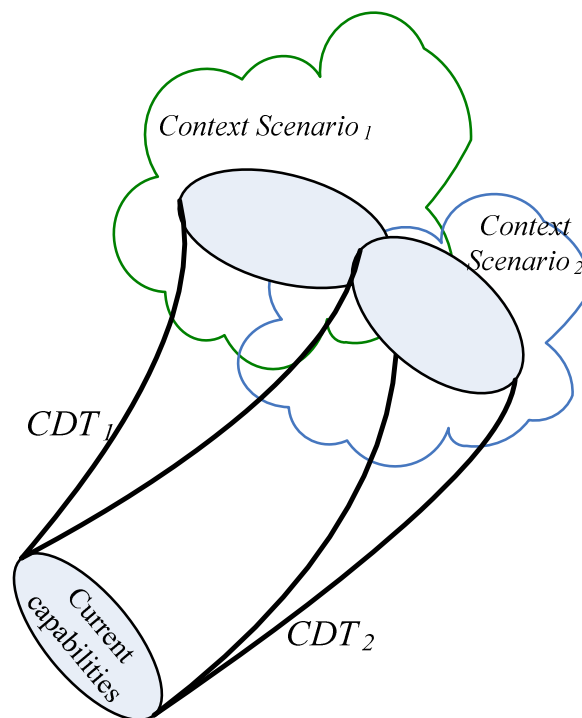 Context Scenario 1
Context
Scenario 2
CDT 1
Current
capabilities
CDT 2